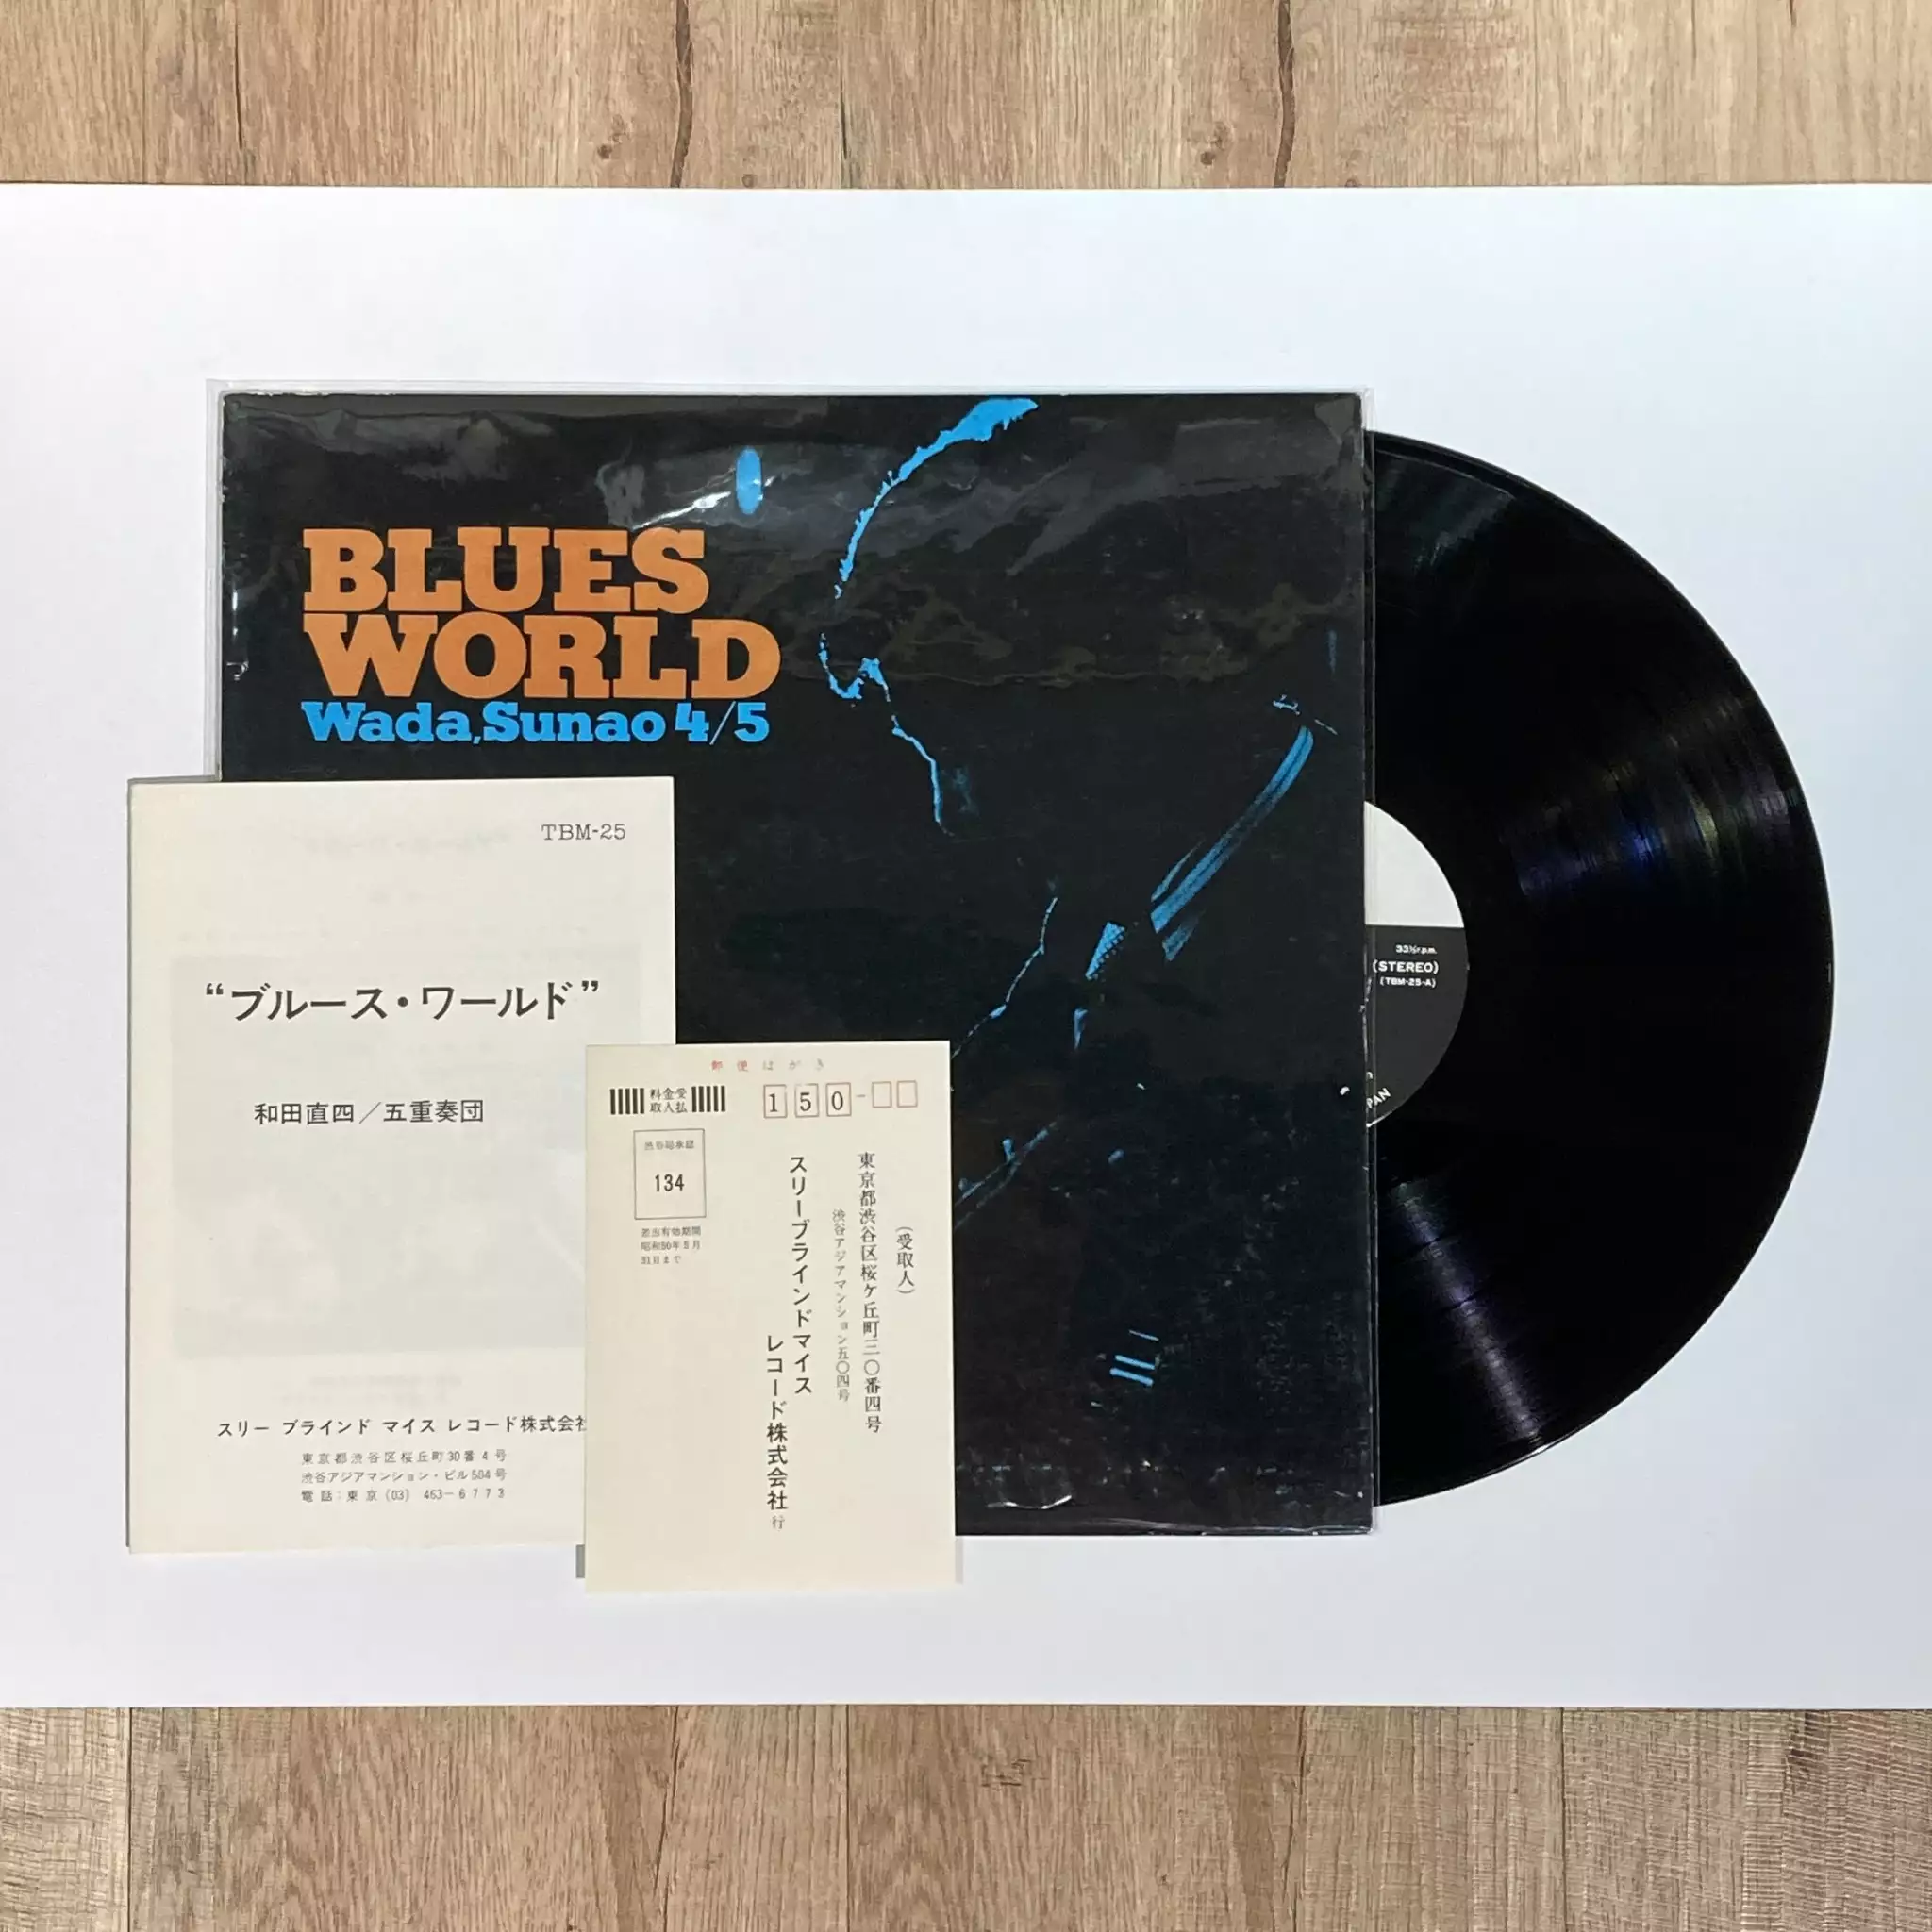 BLUES
WORLD
Wada,Sunao 4/5
TBM-25
“ブルース・ワールド”
和田直四／五重奏団
スリー ブラインド マイス レコード株式会社
東京都渋谷区桜丘町30番4号
渋谷アジアマンション・ビル504号
電話：東京(03) 463-6773
郵便はがき
料金受
取人払
150-
渋谷局承認
134
差出有効期間
昭和50年5月
31日まで
(受取人)
東京都渋谷区桜ケ丘町三〇番四号
渋谷アジアマンション五〇四号
スリーブラインドマイス
レコード株式会社行
33⅓r.p.m.
(STEREO)
(TBM-25-A)
PAN